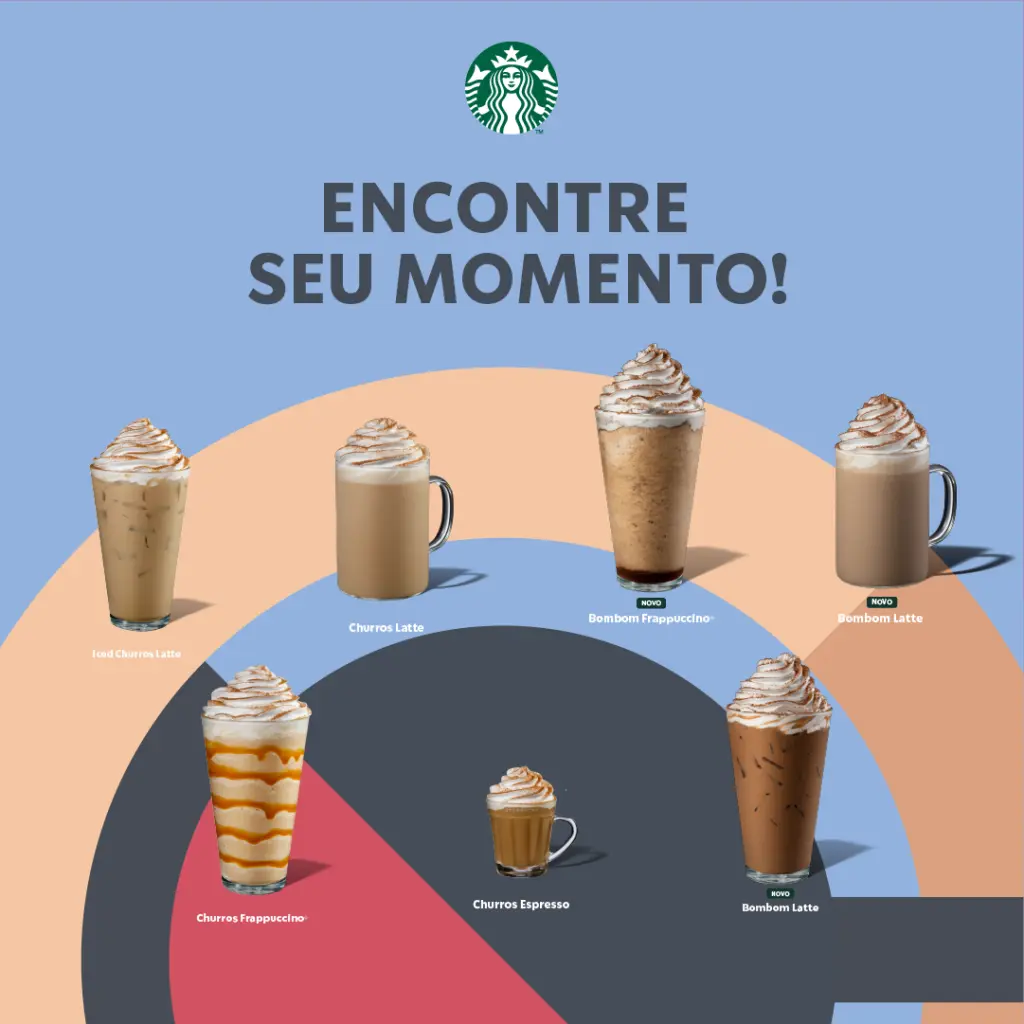 ENCONTRE
SEU MOMENTO!
NOVO
NOVO
Bombom Frappuccino®
Bombom Latte
Churros Latte
Iced Churros Latte
NOVO
Churros Espresso
Bombom Latte
Churros Frappuccino®
TM